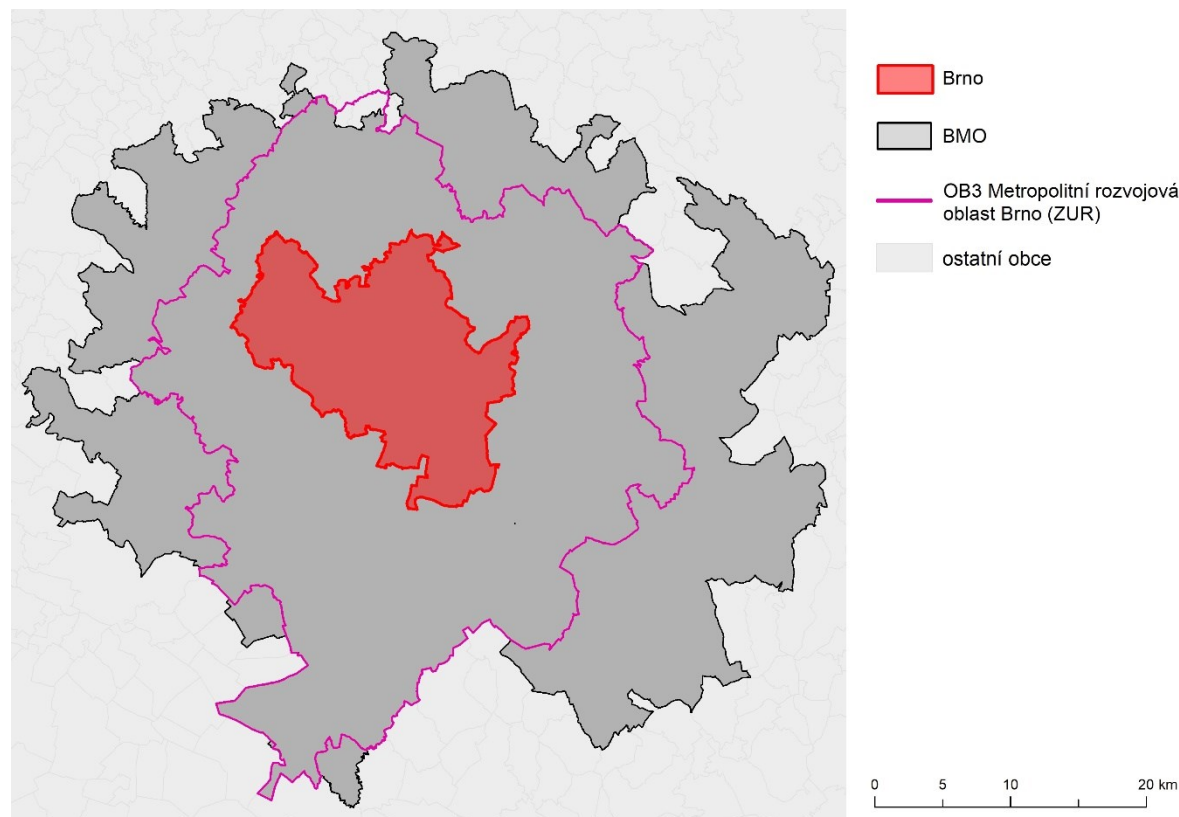 Brno
BMO
OB3 Metropolitní rozvojová
oblast Brno (ZUR)
ostatní obce
0 5 10 20 km